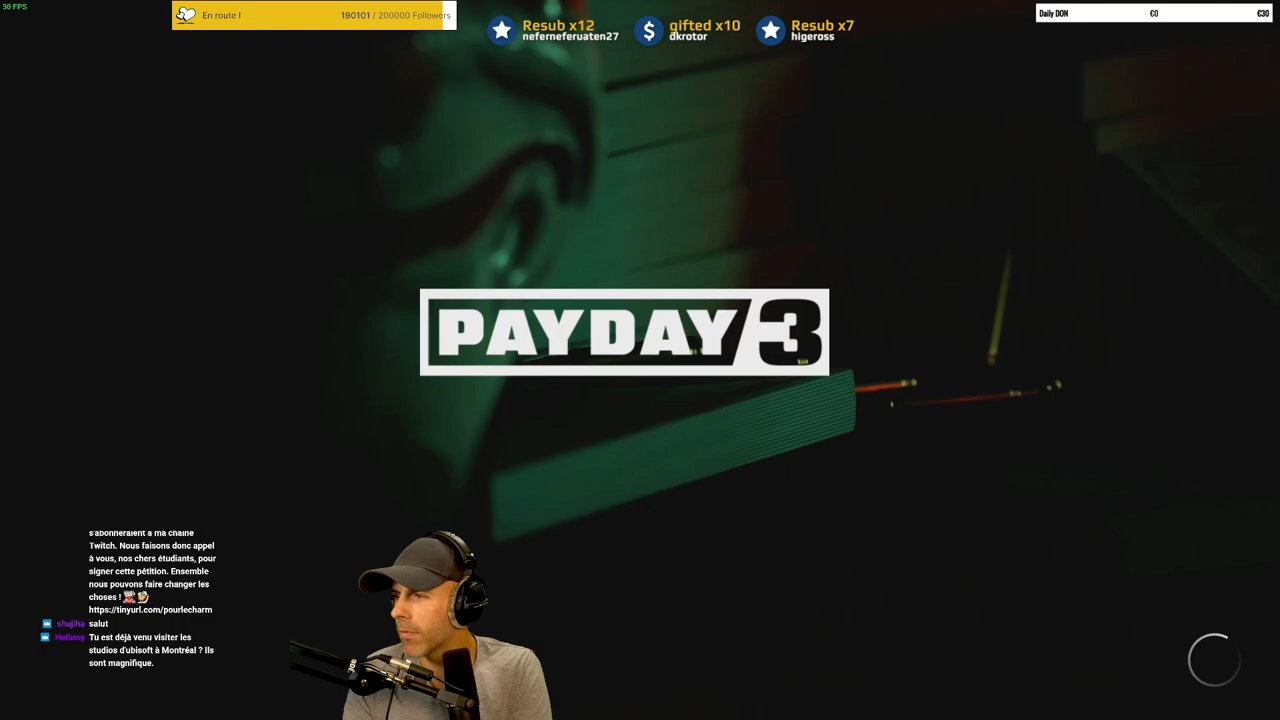 30 FPS
En route !
190101 / 200000 Followers
Resub x12
neferneferuaten27
gifted x10
dkrotor
Resub x7
higeross
Daily DON
€0
€30
PAYDAY 3
s'abonneraient à ma chaîne
Twitch. Nous faisons donc appel
à vous, nos chers étudiants, pour
signer cette pétition. Ensemble
nous pouvons faire changer les
choses !
https://tinyurl.com/pourlecharm
shujiha salut
Helbroy Tu est déjà venu visiter les
studios d'ubisoft à Montréal ? Ils
sont magnifique.